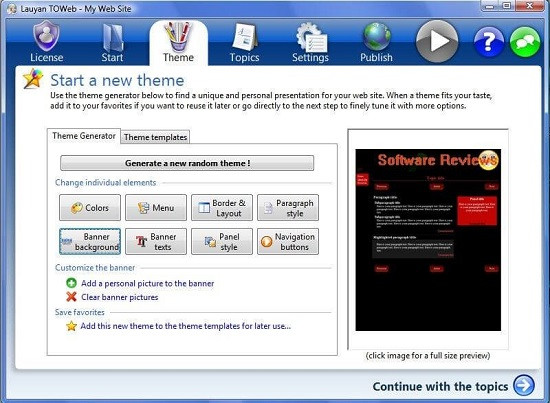 Lauyan TOWeb - My Web Site
License
Start
Theme
Topics
Settings
Publish
Start a new theme
Use the theme generator below to find a unique and personal presentation for your web site. When a theme fits your taste,
add it to your favorites if you want to reuse it later or go directly to the next step to finely tune it with more options.
Theme Generator
Theme templates
Generate a new random theme !
Change individual elements
Colors
Menu
Border &
Layout
Paragraph
style
Banner
background
Banner
texts
Panel
style
Navigation
buttons
Customize the banner
Add a personal picture to the banner
Clear banner pictures
Save favorites
Add this new theme to the theme templates for later use...
Software Reviews
Topic title
Paragraph title
(click image for a full size preview)
Continue with the topics